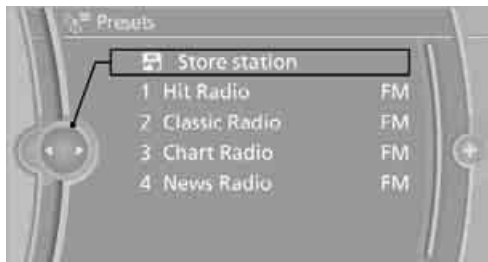 Presets
Store station
1 Hit Radio FM
2 Classic Radio FM
3 Chart Radio FM
4 News Radio FM